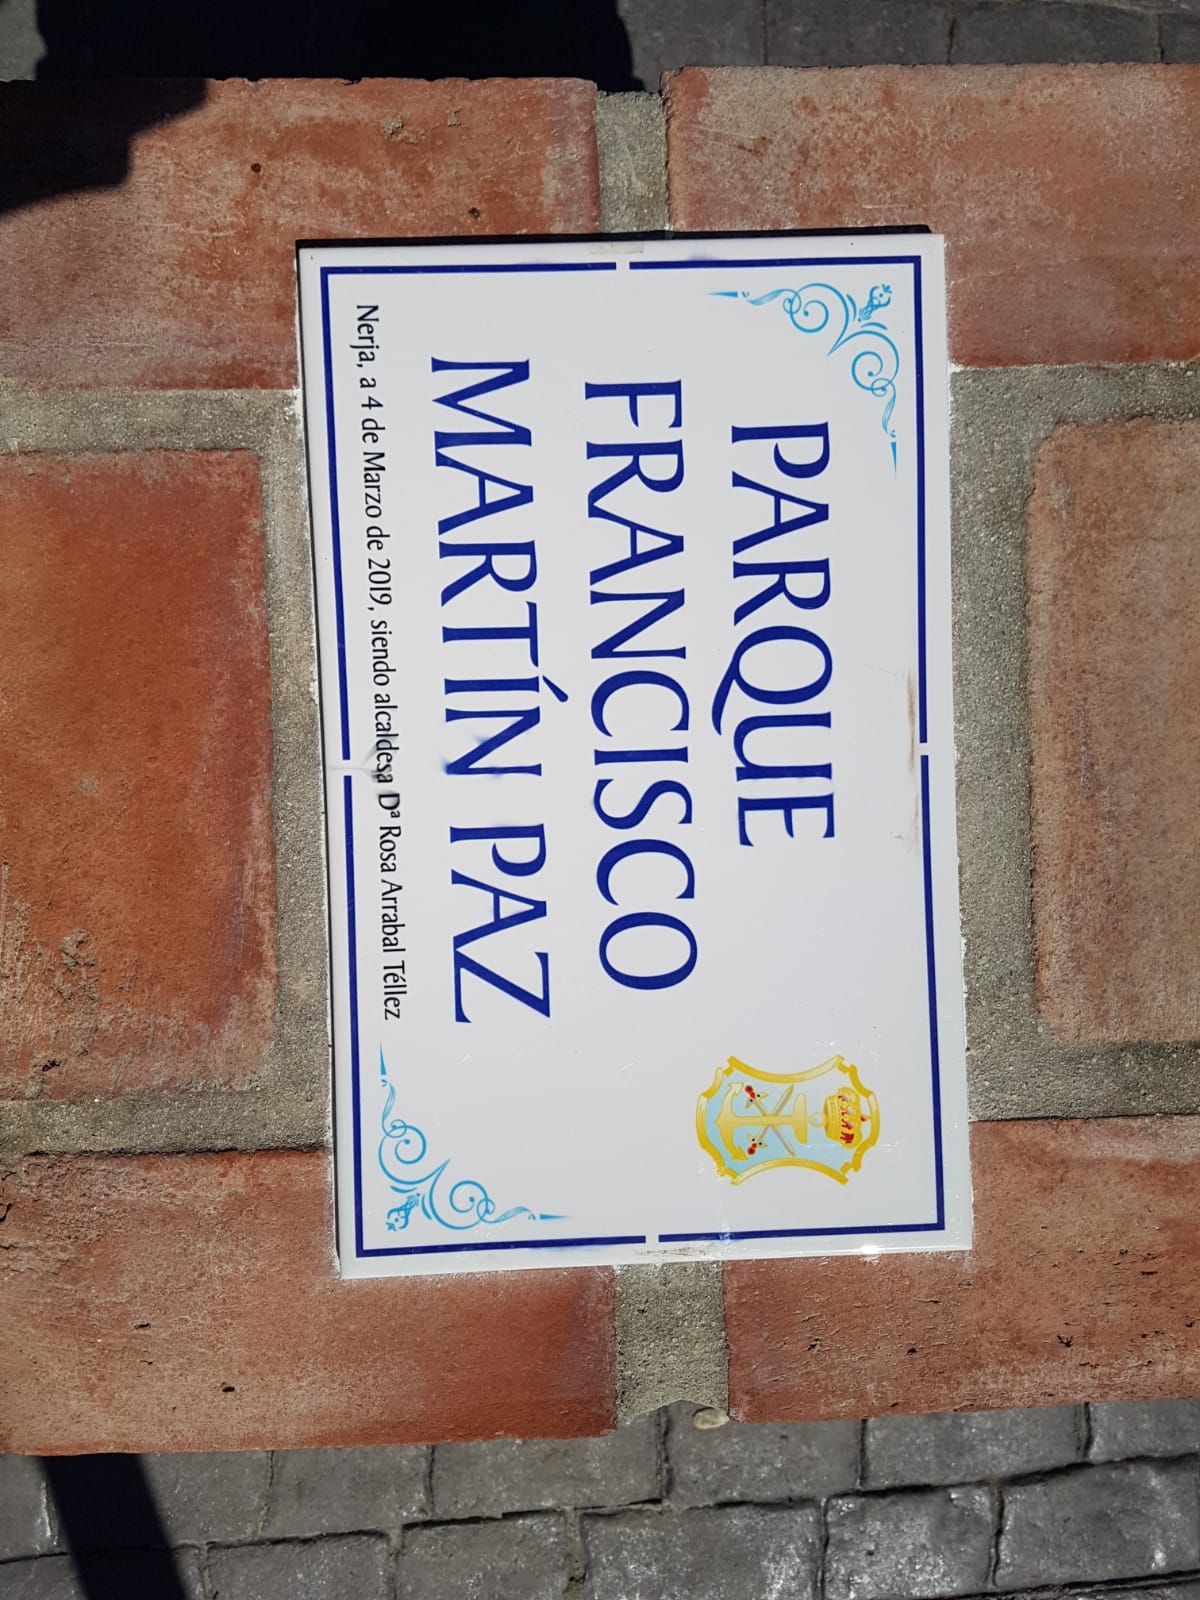 PARQUE
FRANCISCO
MARTÍN PAZ
Nerja, a 4 de Marzo de 2019, siendo alcaldesa Dª Rosa Arrabal Téllez